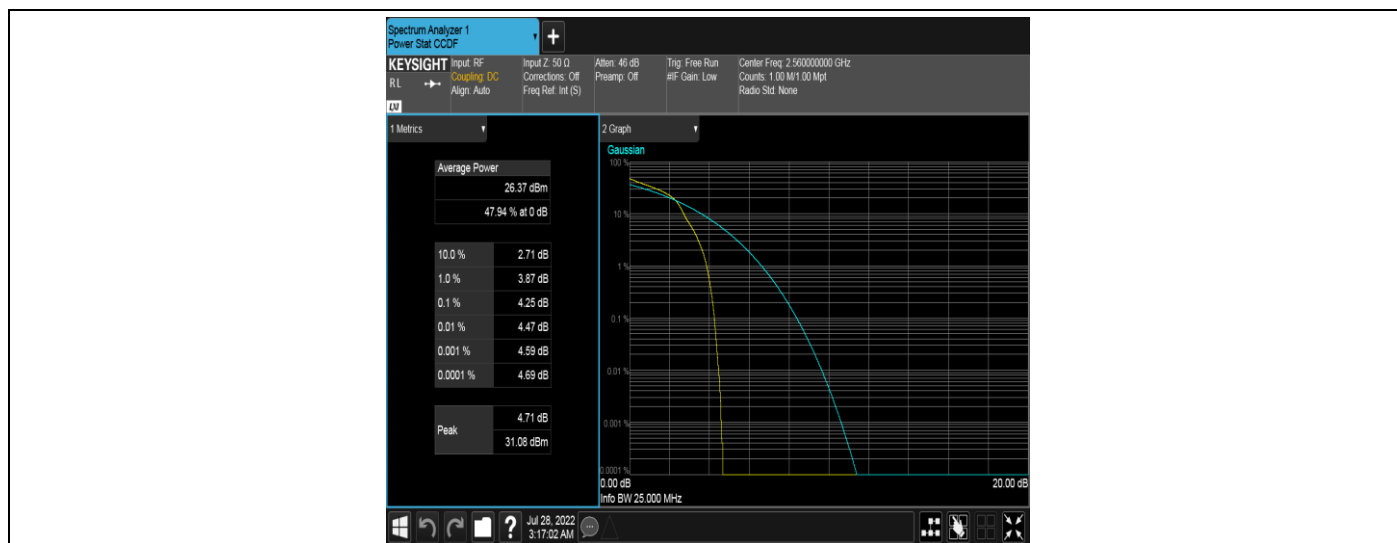 Spectrum Analyzer 1
Power Stat CCDF
KEYSIGHT
R L
LXI
Input: RF
Coupling: DC
Align: Auto
Input Z: 50 Ω
Corrections: Off
Freq Ref: Int (S)
Atten: 46 dB
Preamp: Off
Trig: Free Run
#IF Gain: Low
Center Freq: 2.560000000 GHz
Counts: 1.00 M/1.00 Mpt
Radio Std: None
1 Metrics
Average Power
26.37 dBm
47.94 % at 0 dB
10.0 % 2.71 dB
1.0 % 3.87 dB
0.1 % 4.25 dB
0.01 % 4.47 dB
0.001 % 4.59 dB
0.0001 % 4.69 dB
Peak
4.71 dB
31.08 dBm
2 Graph
Gaussian
100 %
10 %
1 %
0.1 %
0.01 %
0.001 %
0.0001 %
0.00 dB 20.00 dB
Info BW 25.000 MHz
Jul 28, 2022
3:17:02 AM